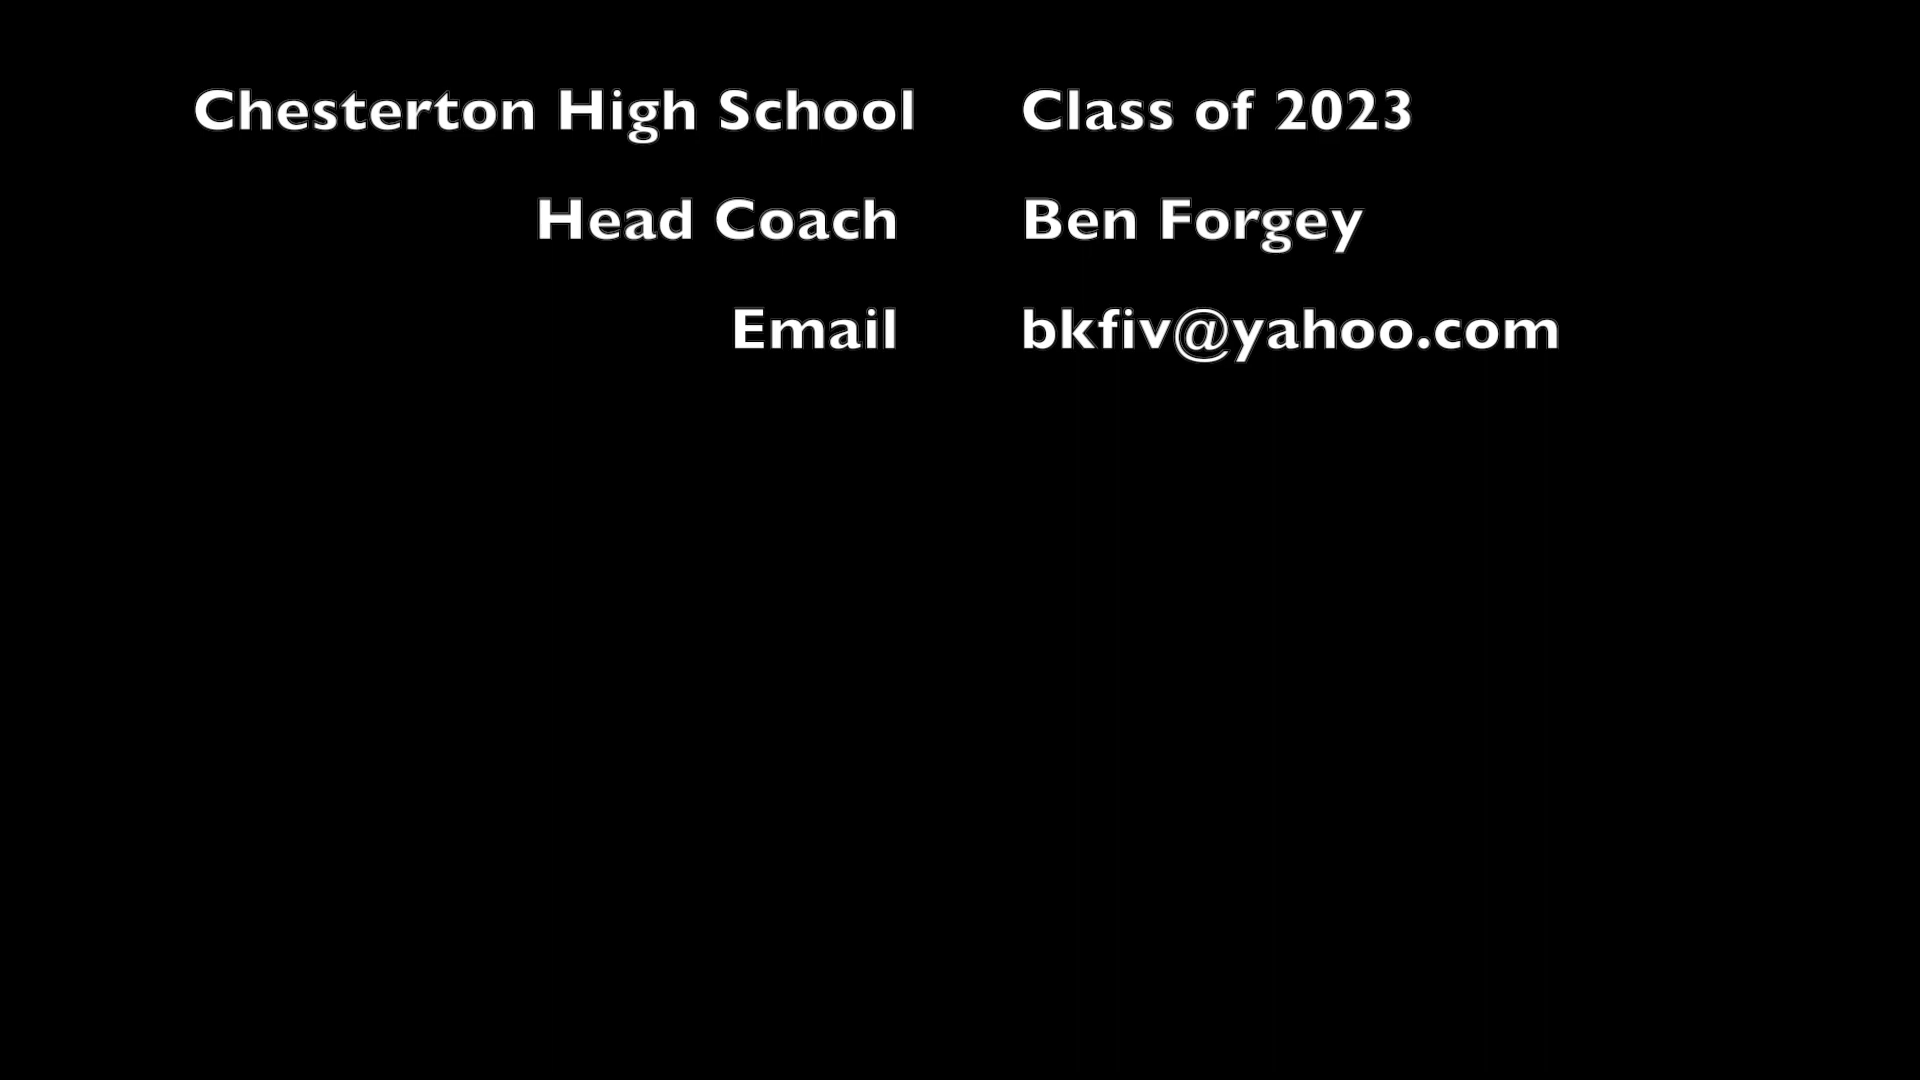 Chesterton High School Class of 2023
Head Coach Ben Forgey
Email bkfiv@yahoo.com